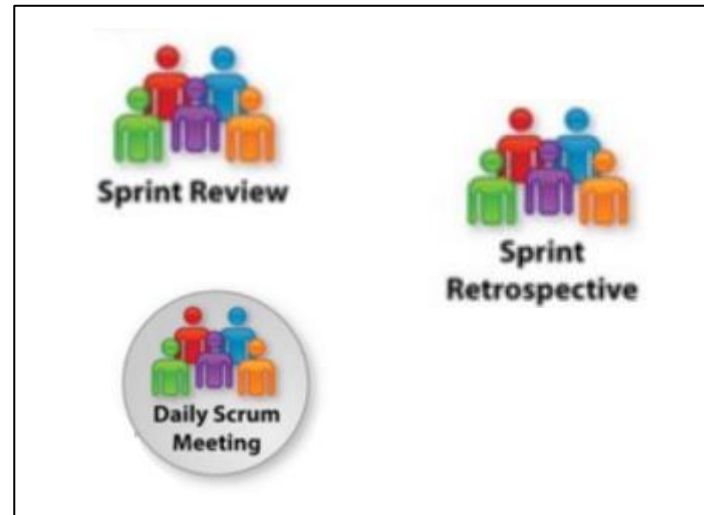 Sprint Review
Sprint
Retrospective
Daily Scrum
Meeting